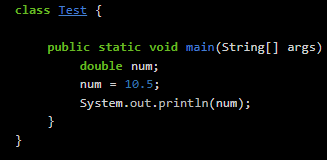 class Test {
public static void main(String[] args)
double num;
num = 10.5;
System.out.println(num);
}
}